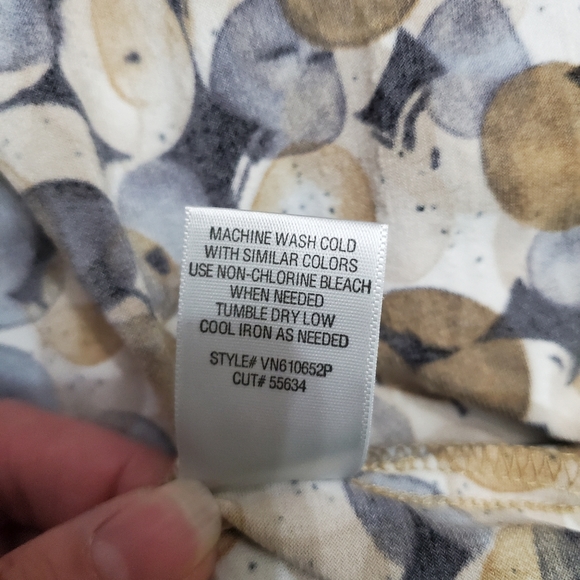 MACHINE WASH COLD
WITH SIMILAR COLORS
USE NON-CHLORINE BLEACH
WHEN NEEDED
TUMBLE DRY LOW
COOL IRON AS NEEDED
STYLE# VN610652P
CUT# 55634